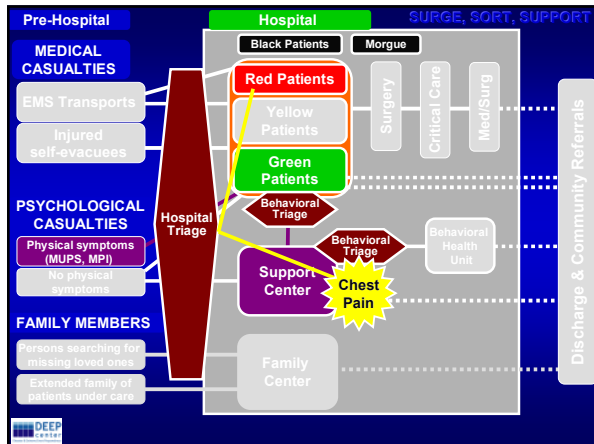 Pre-Hospital
Hospital
SURGE, SORT, SUPPORT
Black Patients
Morgue
MEDICAL
CASUALTIES
EMS Transports
Injured
self-evacuees
Red Patients
Yellow
Patients
Green
Patients
Surgery
Critical Care
Med/Surg
Discharge & Community Referrals
Hospital
Triage
Behavioral
Triage
PSYCHOLOGICAL
CASUALTIES
Physical symptoms
(MUPS, MPI)
No physical
symptoms
Behavioral
Triage
Behavioral
Health
Unit
Support
Center
Chest
Pain
FAMILY MEMBERS
Persons searching for
missing loved ones
Extended family of
patients under care
Family
Center
DEEP
center